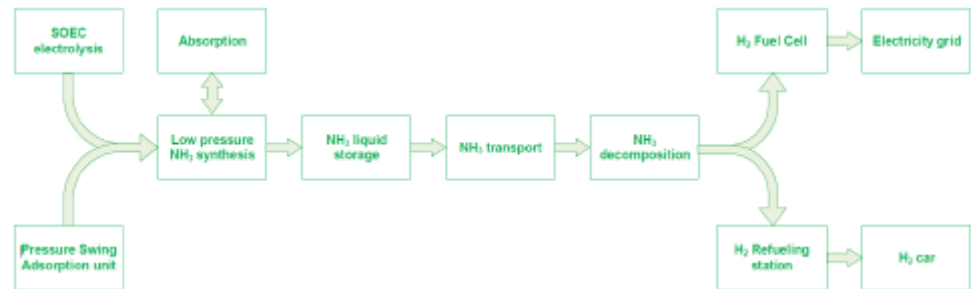 SOEC
electrolysis
Absorption
H₂ Fuel Cell
Electricity grid
Low pressure
NH₃ synthesis
NH₃ liquid
storage
NH₃ transport
NH₃
decomposition
Pressure Swing
Adsorption unit
H₂ Refueling
station
H₂ car